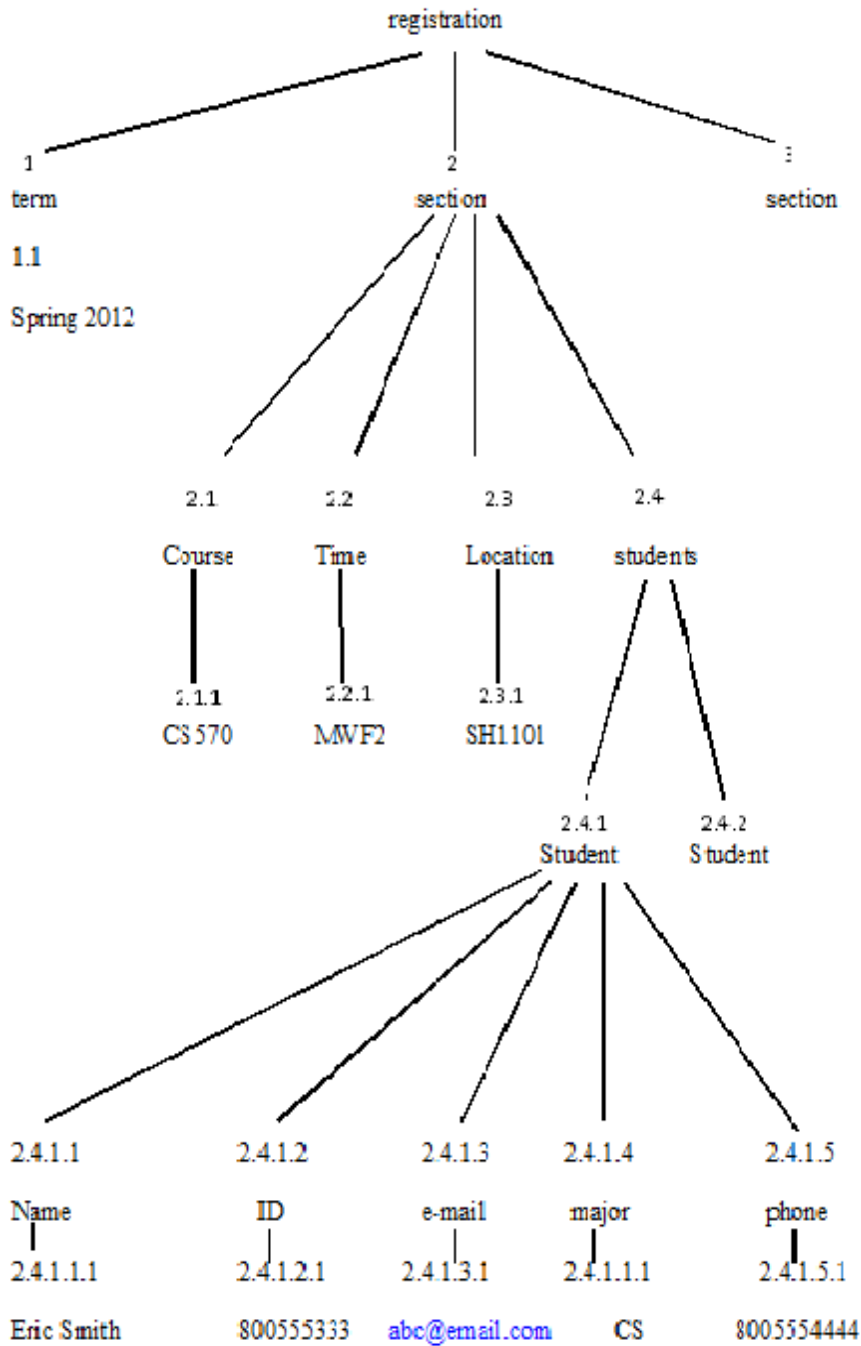 registration
1 2 3
term section section
1.1
Spring 2012
2.1 2.2 2.3 2.4
Course Time Location students
2.1.1 2.2.1 2.3.1
CS570 MWF2 SH1101
2.4.1 2.4.2
Student Student
2.4.1.1 2.4.1.2 2.4.1.3 2.4.1.4 2.4.1.5
Name ID e-mail major phone
2.4.1.1.1 2.4.1.2.1 2.4.1.3.1 2.4.1.1.1 2.4.1.5.1
Eric Smith 800555333 abc@email.com CS 8005554444